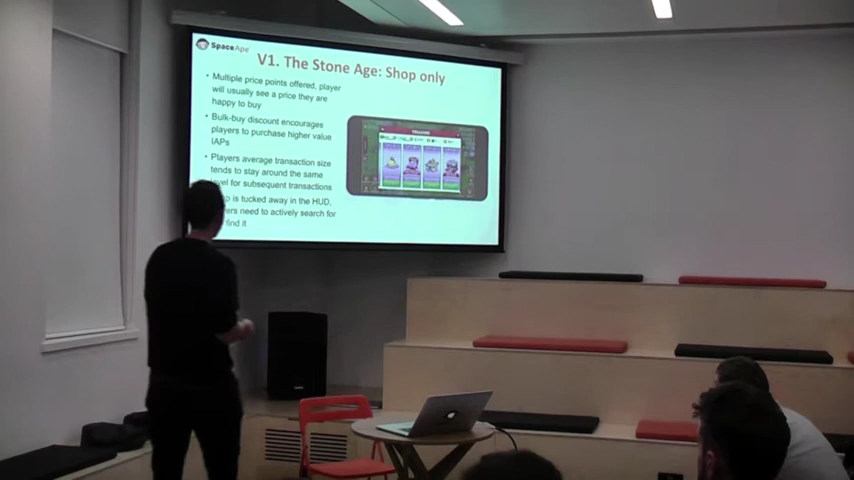 SpaceApe
V1. The Stone Age: Shop only
• Multiple price points offered, player
will usually see a price they are
happy to buy
• Bulk-buy discount encourages
players to purchase higher value
IAPs
• Players average transaction size
tends to stay around the same
level for subsequent transactions
is tucked away in the HUD,
need to actively search for
find it